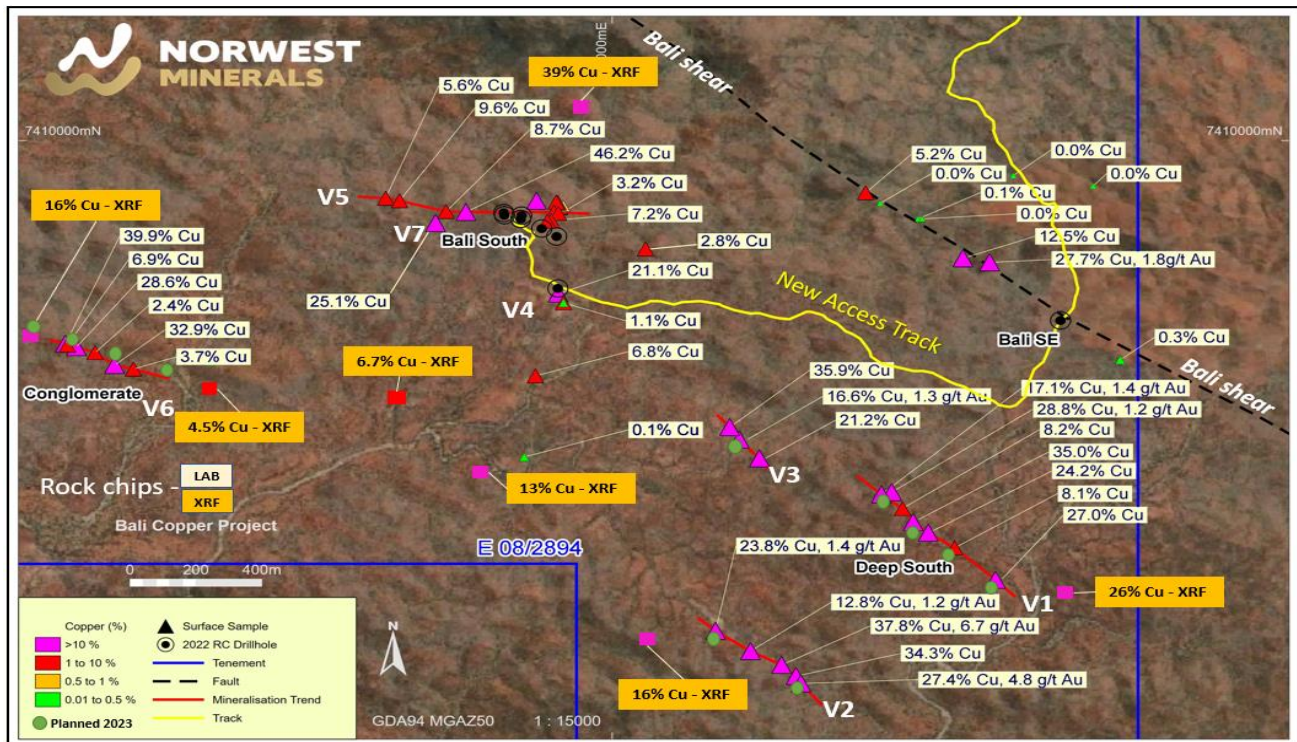 NORWEST
MINERALS
000mE
39% Cu - XRF
Bali shear
5.6% Cu
9.6% Cu
8.7% Cu
7410000mN
7410000mN
46.2% Cu
5.2% Cu
0.0% Cu
0.0% Cu
0.0% Cu
0.1% Cu
0.0% Cu
V5
3.2% Cu
16% Cu - XRF
7.2% Cu
V7
Bali South
12.5% Cu
39.9% Cu
2.8% Cu
27.7% Cu, 1.8g/t Au
6.9% Cu
21.1% Cu
28.6% Cu
25.1% Cu
V4
New Access Track
2.4% Cu
1.1% Cu
32.9% Cu
Bali SE
0.3% Cu
3.7% Cu
6.7% Cu - XRF
6.8% Cu
Bali shear
Conglomerate
V6
35.9% Cu
17.1% Cu, 1.4 g/t Au
16.6% Cu, 1.3 g/t Au
28.8% Cu, 1.2 g/t Au
4.5% Cu - XRF
21.2% Cu
8.2% Cu
0.1% Cu
35.0% Cu
V3
24.2% Cu
Rock chips -
LAB
XRF
13% Cu - XRF
8.1% Cu
27.0% Cu
Bali Copper Project
E 08/2894
23.8% Cu, 1.4 g/t Au
Deep South
0 200 400m
V1
26% Cu - XRF
12.8% Cu, 1.2 g/t Au
37.8% Cu, 6.7 g/t Au
34.3% Cu
27.4% Cu, 4.8 g/t Au
16% Cu - XRF
V2
Copper (%)
>10 %
1 to 10 %
0.5 to 1 %
0.01 to 0.5 %
Planned 2023
Surface Sample
2022 RC Drillhole
Tenement
Fault
Mineralisation Trend
Track
N
GDA94 MGAZ50 1 : 15000